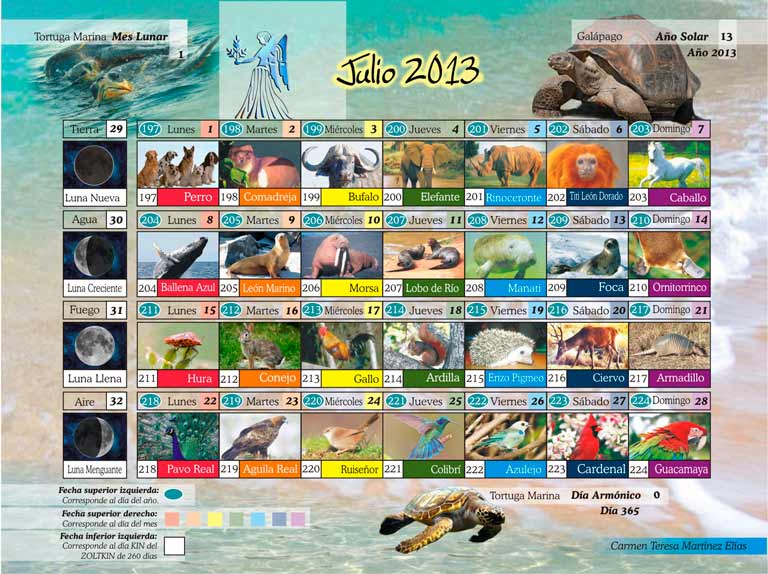 Tortuga Marina Mes Lunar
1
Julio 2013
Galápago Año Solar 13
Año 2013
Tierra 29 197 Lunes 1 198 Martes 2 199 Miércoles 3 200 Jueves 4 201 Viernes 5 202 Sábado 6 203 Domingo 7
Luna Nueva 197 Perro 198 Comadreja 199 Bufalo 200 Elefante 201 Rinoceronte 202 Titi León Dorado 203 Caballo
Agua 30 204 Lunes 8 205 Martes 9 206 Miércoles 10 207 Jueves 11 208 Viernes 12 209 Sábado 13 210 Domingo 14
Luna Creciente 204 Ballena Azul 205 León Marino 206 Morsa 207 Lobo de Río 208 Manati 209 Foca 210 Ornitorrinco
Fuego 31 211 Lunes 15 212 Martes 16 213 Miércoles 17 214 Jueves 18 215 Viernes 19 216 Sábado 20 217 Domingo 21
Luna Llena 211 Hura 212 Conejo 213 Gallo 214 Ardilla 215 Erizo Pigmeo 216 Ciervo 217 Armadillo
Aire 32 218 Lunes 22 219 Martes 23 220 Miércoles 24 221 Jueves 25 222 Viernes 26 223 Sábado 27 224 Domingo 28
Luna Menguante 218 Pavo Real 219 Aguila Real 220 Ruiseñor 221 Colibrí 222 Azulejo 223 Cardenal 224 Guacamaya
Fecha superior izquierda:
Corresponde al día del año.
Fecha superior derecho:
Corresponde al día del mes
Fecha inferior izquierda:
Corresponde al día KIN del
ZOLTKIN de 260 días
Tortuga Marina Día Armónico 0
Día 365
Carmen Teresa Martínez Elías